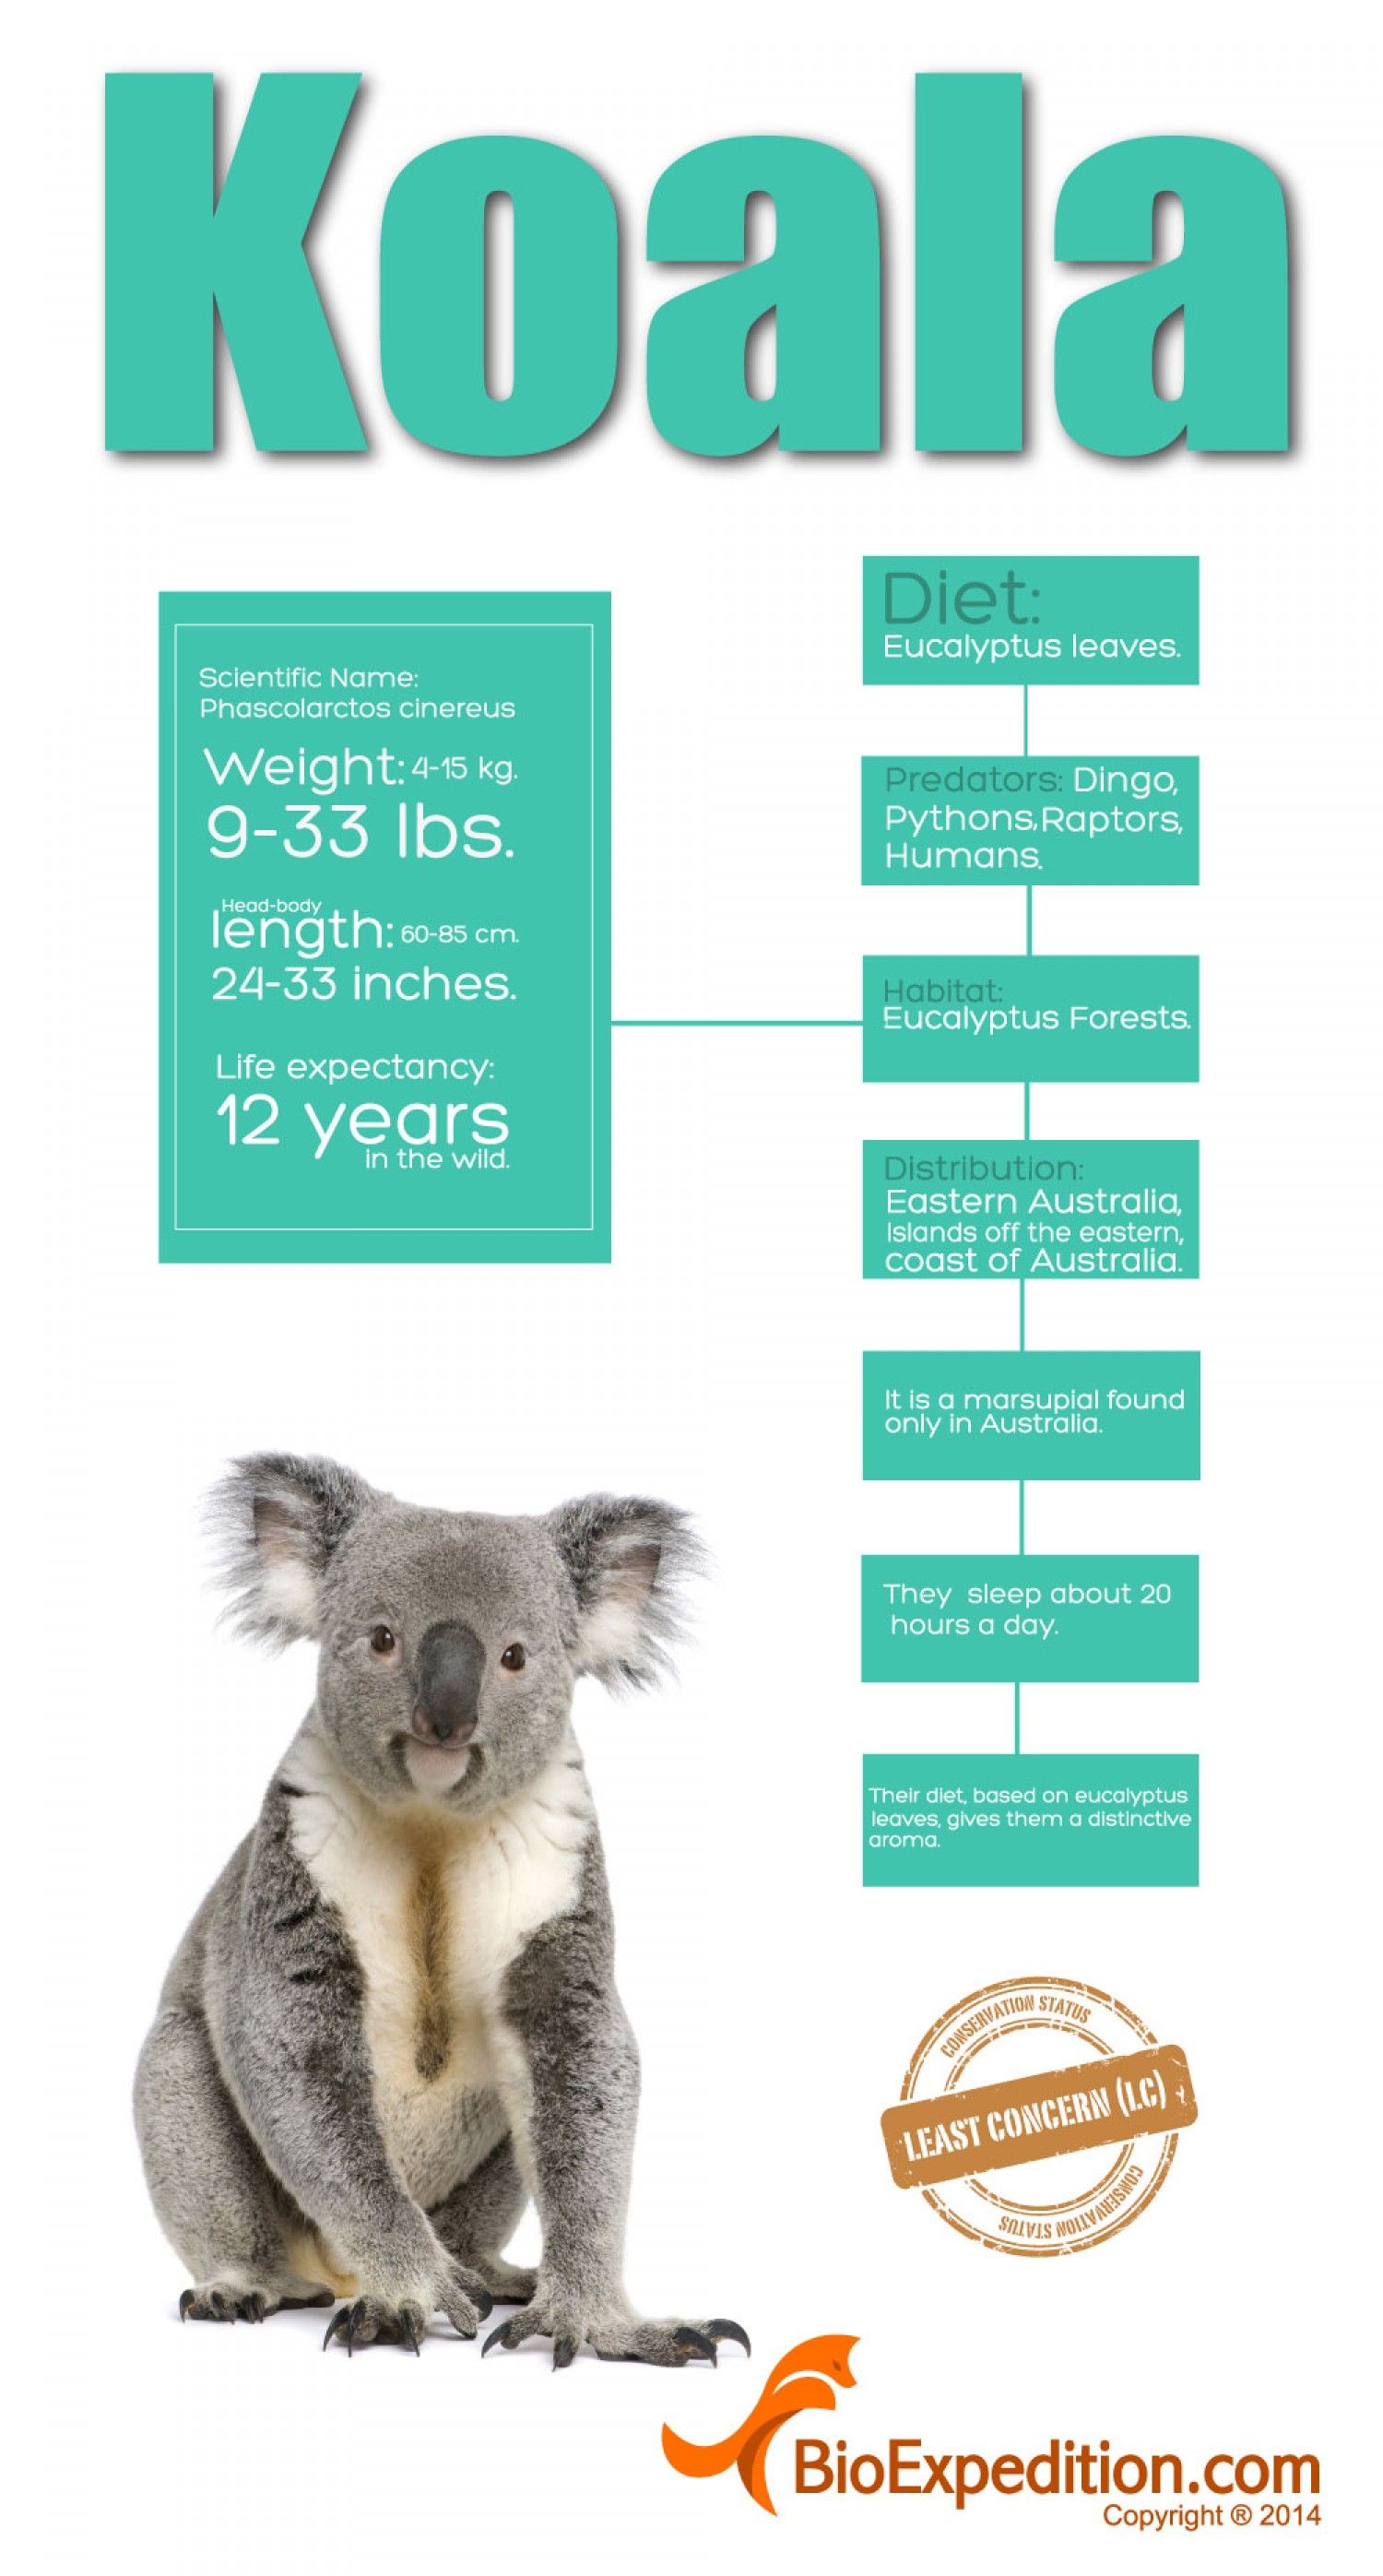 Koala
Scientific Name:
Phascolarctos cinereus
Weight: 4-15 kg.
9-33 lbs.
Head-body
length: 60-85 cm.
24-33 inches.
Life expectancy:
12 years
in the wild.
Diet:
Eucalyptus leaves.
Predators: Dingo,
Pythons,Raptors,
Humans.
Habitat:
Eucalyptus Forests.
Distribution:
Eastern Australia,
Islands off the eastern,
coast of Australia.
It is a marsupial found
only in Australia.
They sleep about 20
hours a day.
Their diet, based on eucalyptus
leaves, gives them a distinctive
aroma.
CONSERVATION STATUS
LEAST CONCERN (LC)
CONSERVATION STATUS
BioExpedition.com
Copyright ® 2014